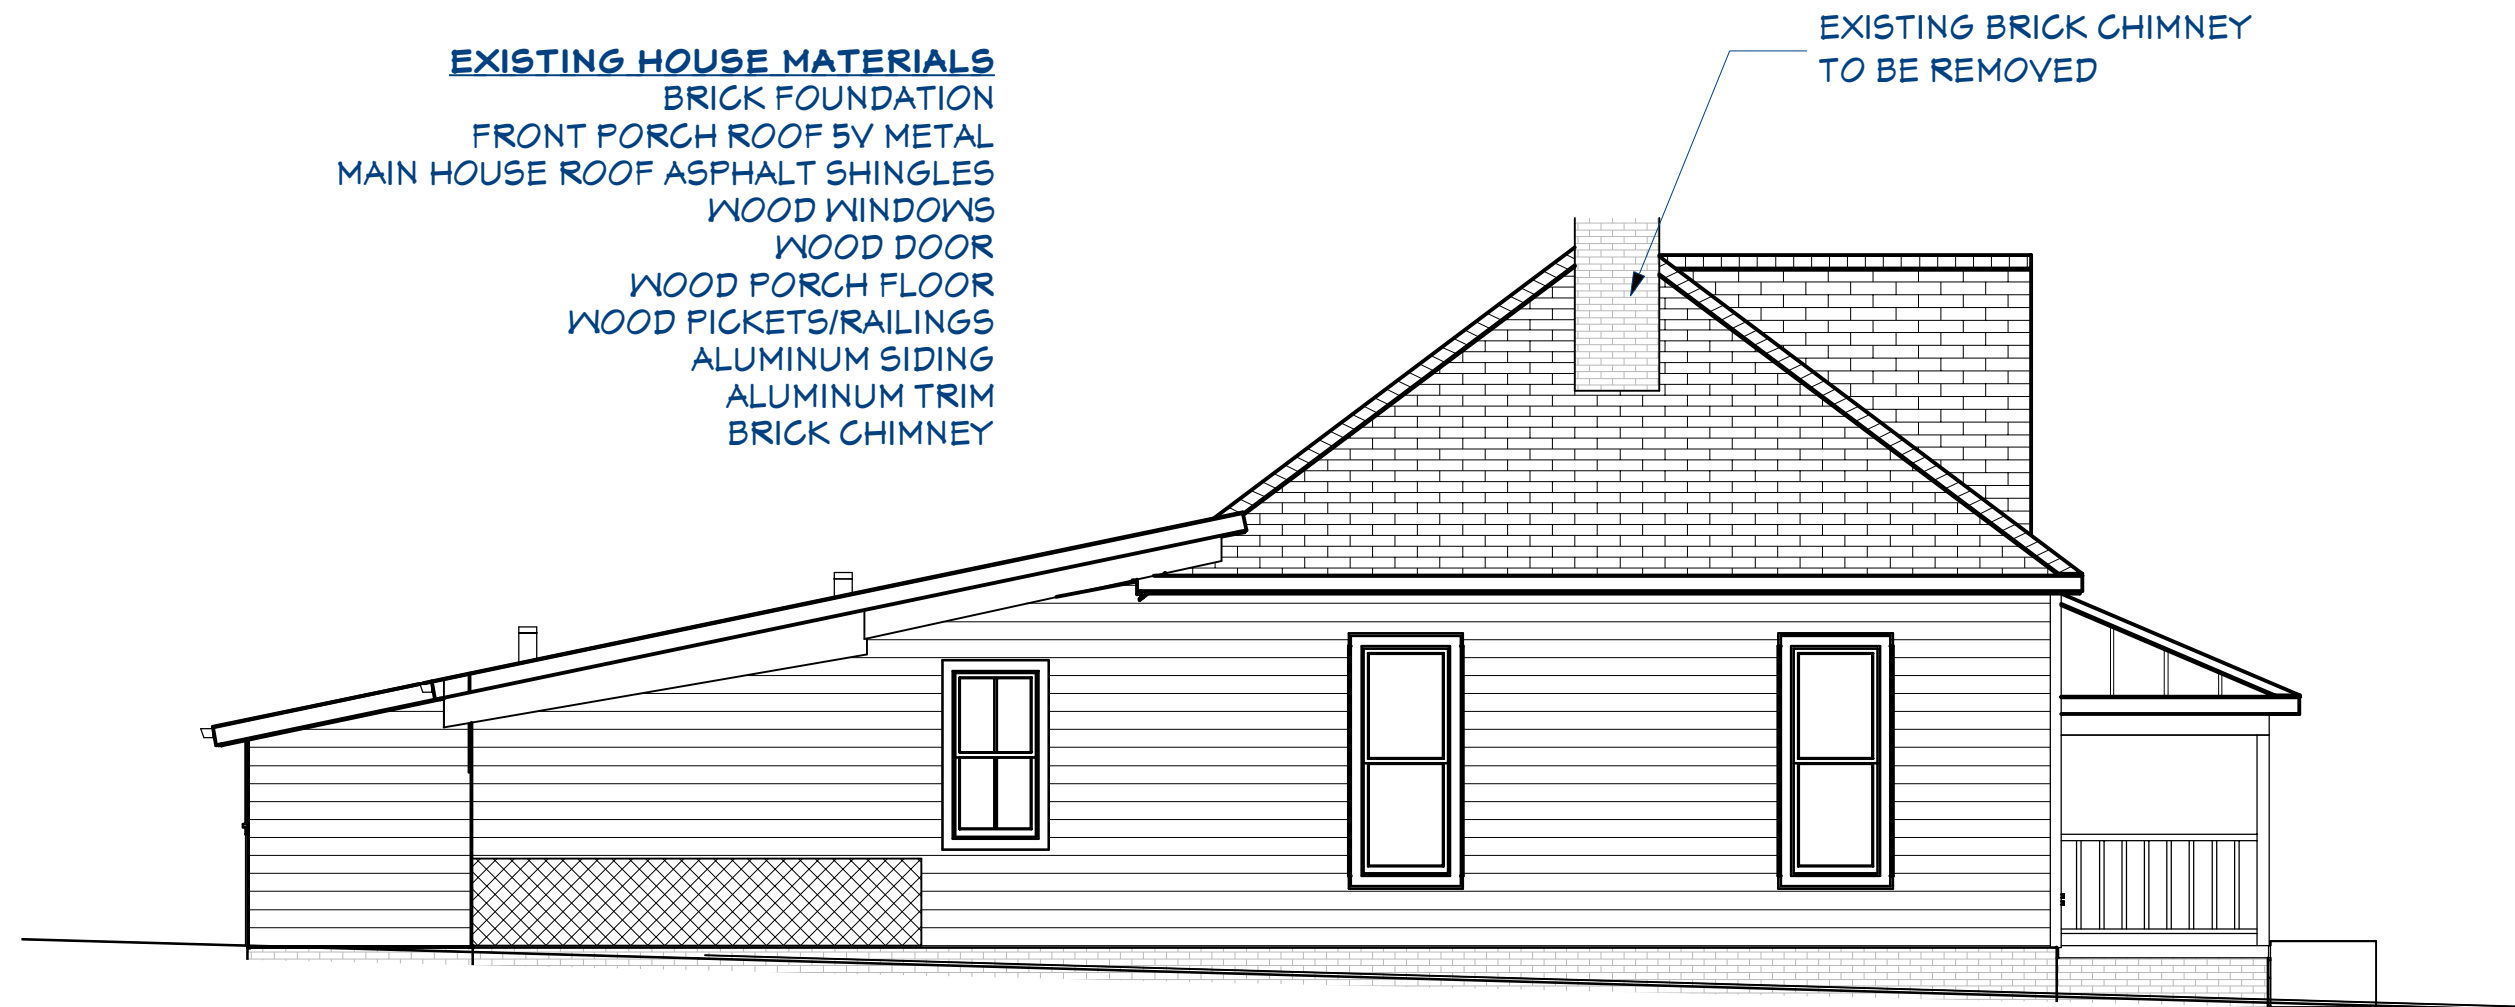 EXISTING HOUSE MATERIALS
BRICK FOUNDATION
FRONT PORCH ROOF 5V METAL
MAIN HOUSE ROOF ASPHALT SHINGLES
WOOD WINDOWS
WOOD DOOR
WOOD PORCH FLOOR
WOOD PICKETS/RAILINGS
ALUMINUM SIDING
ALUMINUM TRIM
BRICK CHIMNEY
EXISTING BRICK CHIMNEY
TO BE REMOVED